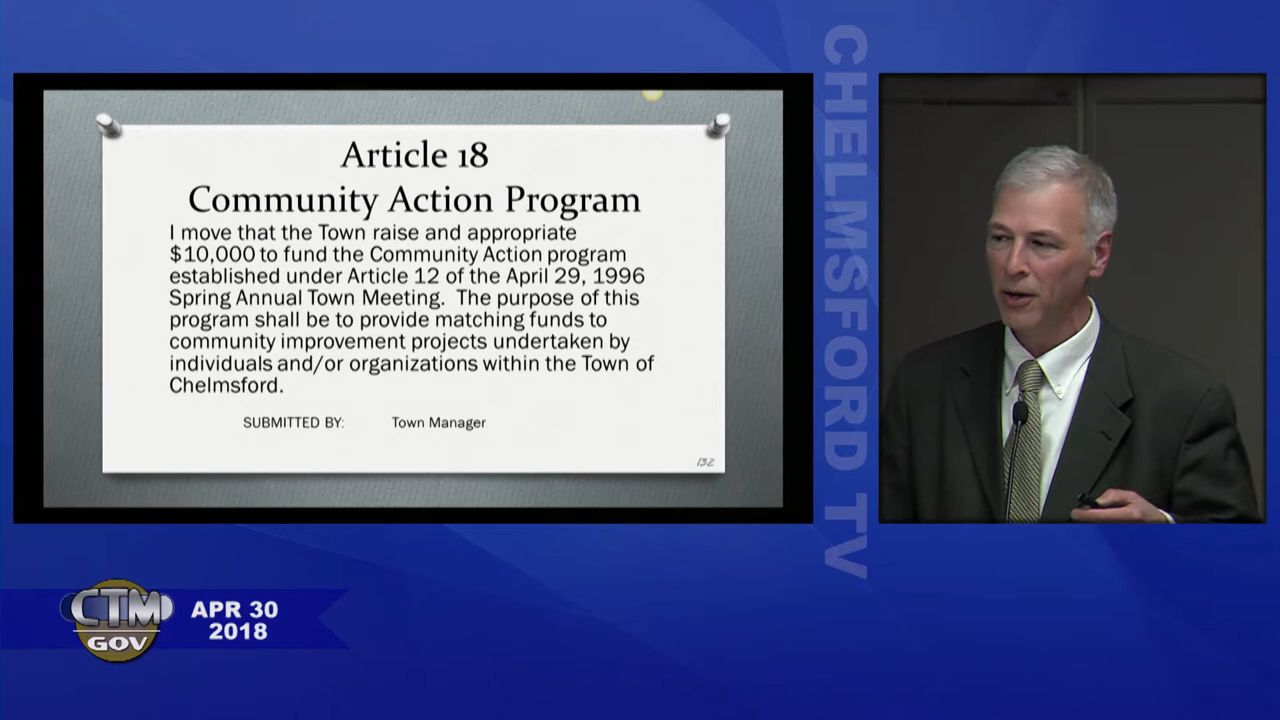 Article 18
Community Action Program
I move that the Town raise and appropriate
$10,000 to fund the Community Action program
established under Article 12 of the April 29, 1996
Spring Annual Town Meeting.  The purpose of this
program shall be to provide matching funds to
community improvement projects undertaken by
individuals and/or organizations within the Town of
Chelmsford.
SUBMITTED BY: Town Manager
132
CHELMSFORD TV
CTM
GOV
APR 30
2018